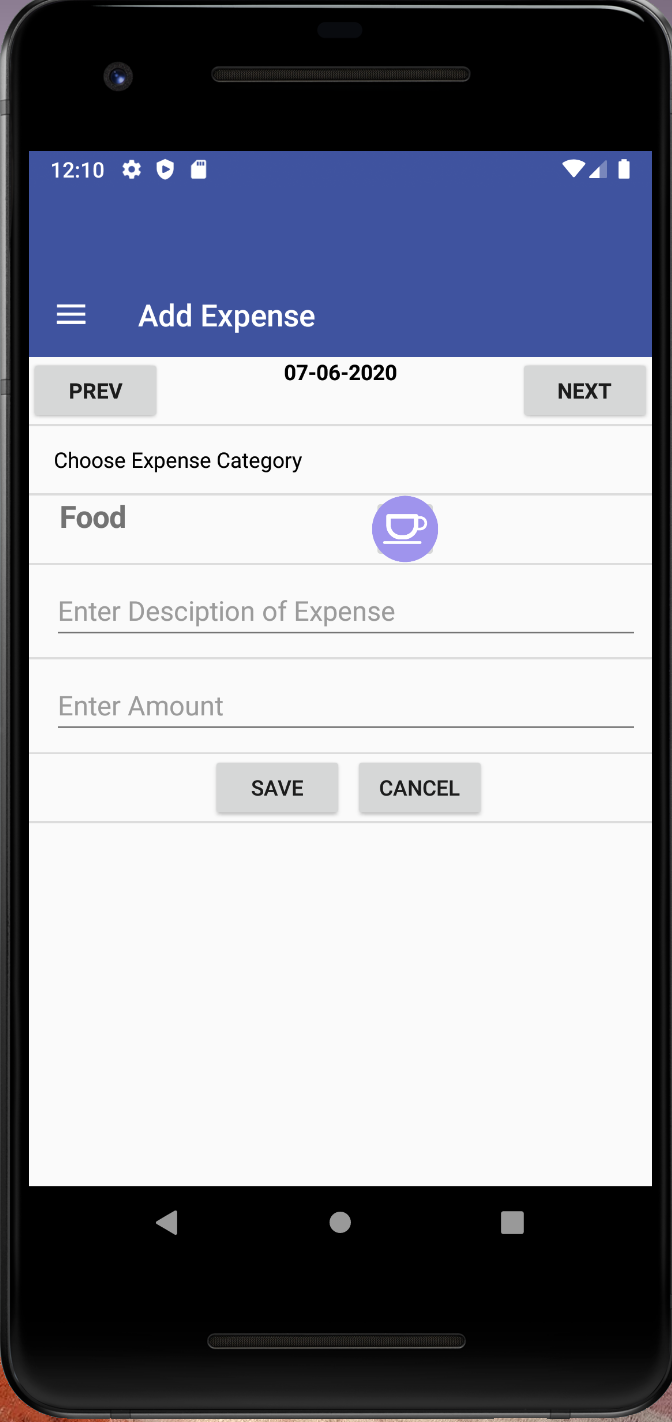 12:10
Add Expense
PREV 07-06-2020 NEXT
Choose Expense Category
Food
Enter Desciption of Expense
Enter Amount
SAVE CANCEL